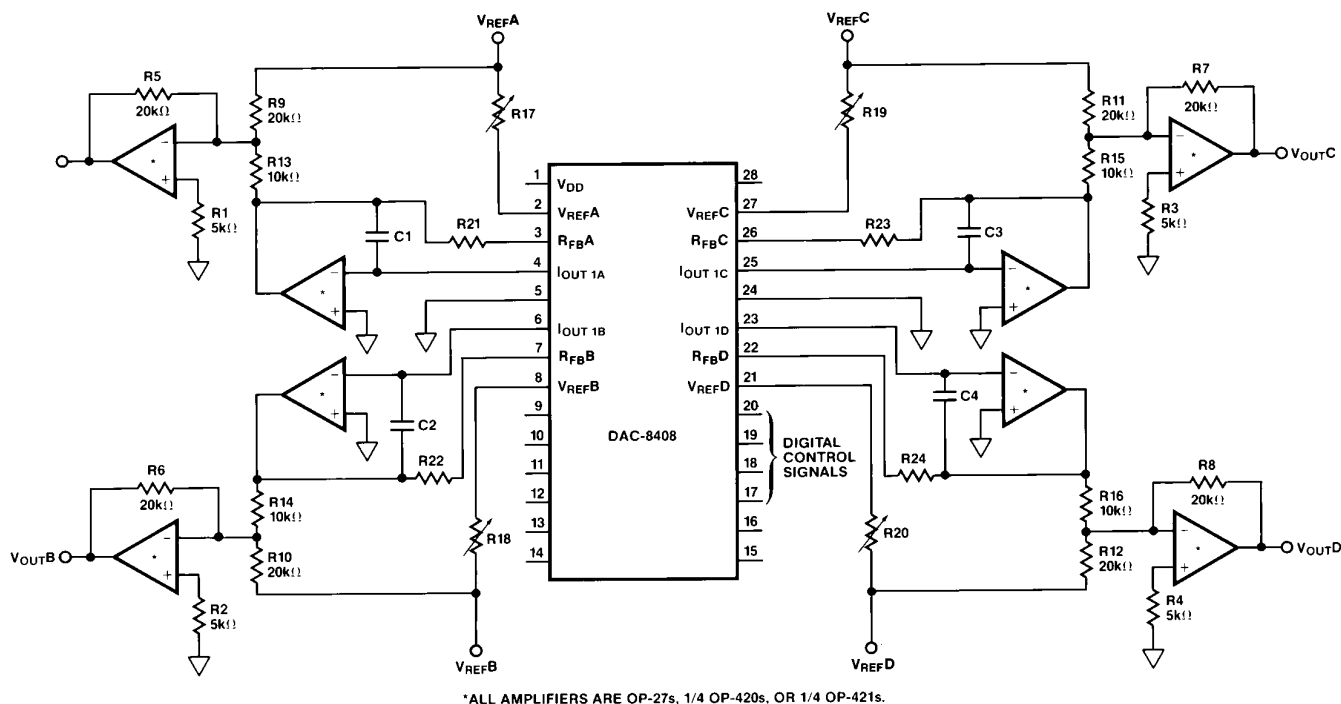 VREFA
VREFC
R5
20kΩ
R9
20kΩ
R17
R19
R11
20kΩ
R7
20kΩ
*
−
+
R13
10kΩ
R15
10kΩ
−
+
*
VOUTC
R1
5kΩ
R3
5kΩ
C1
R21
R23
C3
*
−
+
−
+
*
1
VDD
28
2
VREFA
VREFC
27
3
RFBA
RFBC
26
4
IOUT 1A
IOUT 1C
25
5
24
6
IOUT 1B
IOUT 1D
23
7
RFBB
RFBD
22
8
VREFB
VREFD
21
9
20
10
DAC-8408
19
11
18
12
17
13
16
14
15
DIGITAL
CONTROL
SIGNALS
*
−
+
C2
R22
−
+
*
C4
R24
R6
20kΩ
R14
10kΩ
R16
10kΩ
R8
20kΩ
VOUTB
*
−
+
R10
20kΩ
R18
R20
R12
20kΩ
−
+
*
VOUTD
R2
5kΩ
R4
5kΩ
VREFB
VREFD
*ALL AMPLIFIERS ARE OP-27s, 1/4 OP-420s, OR 1/4 OP-421s.